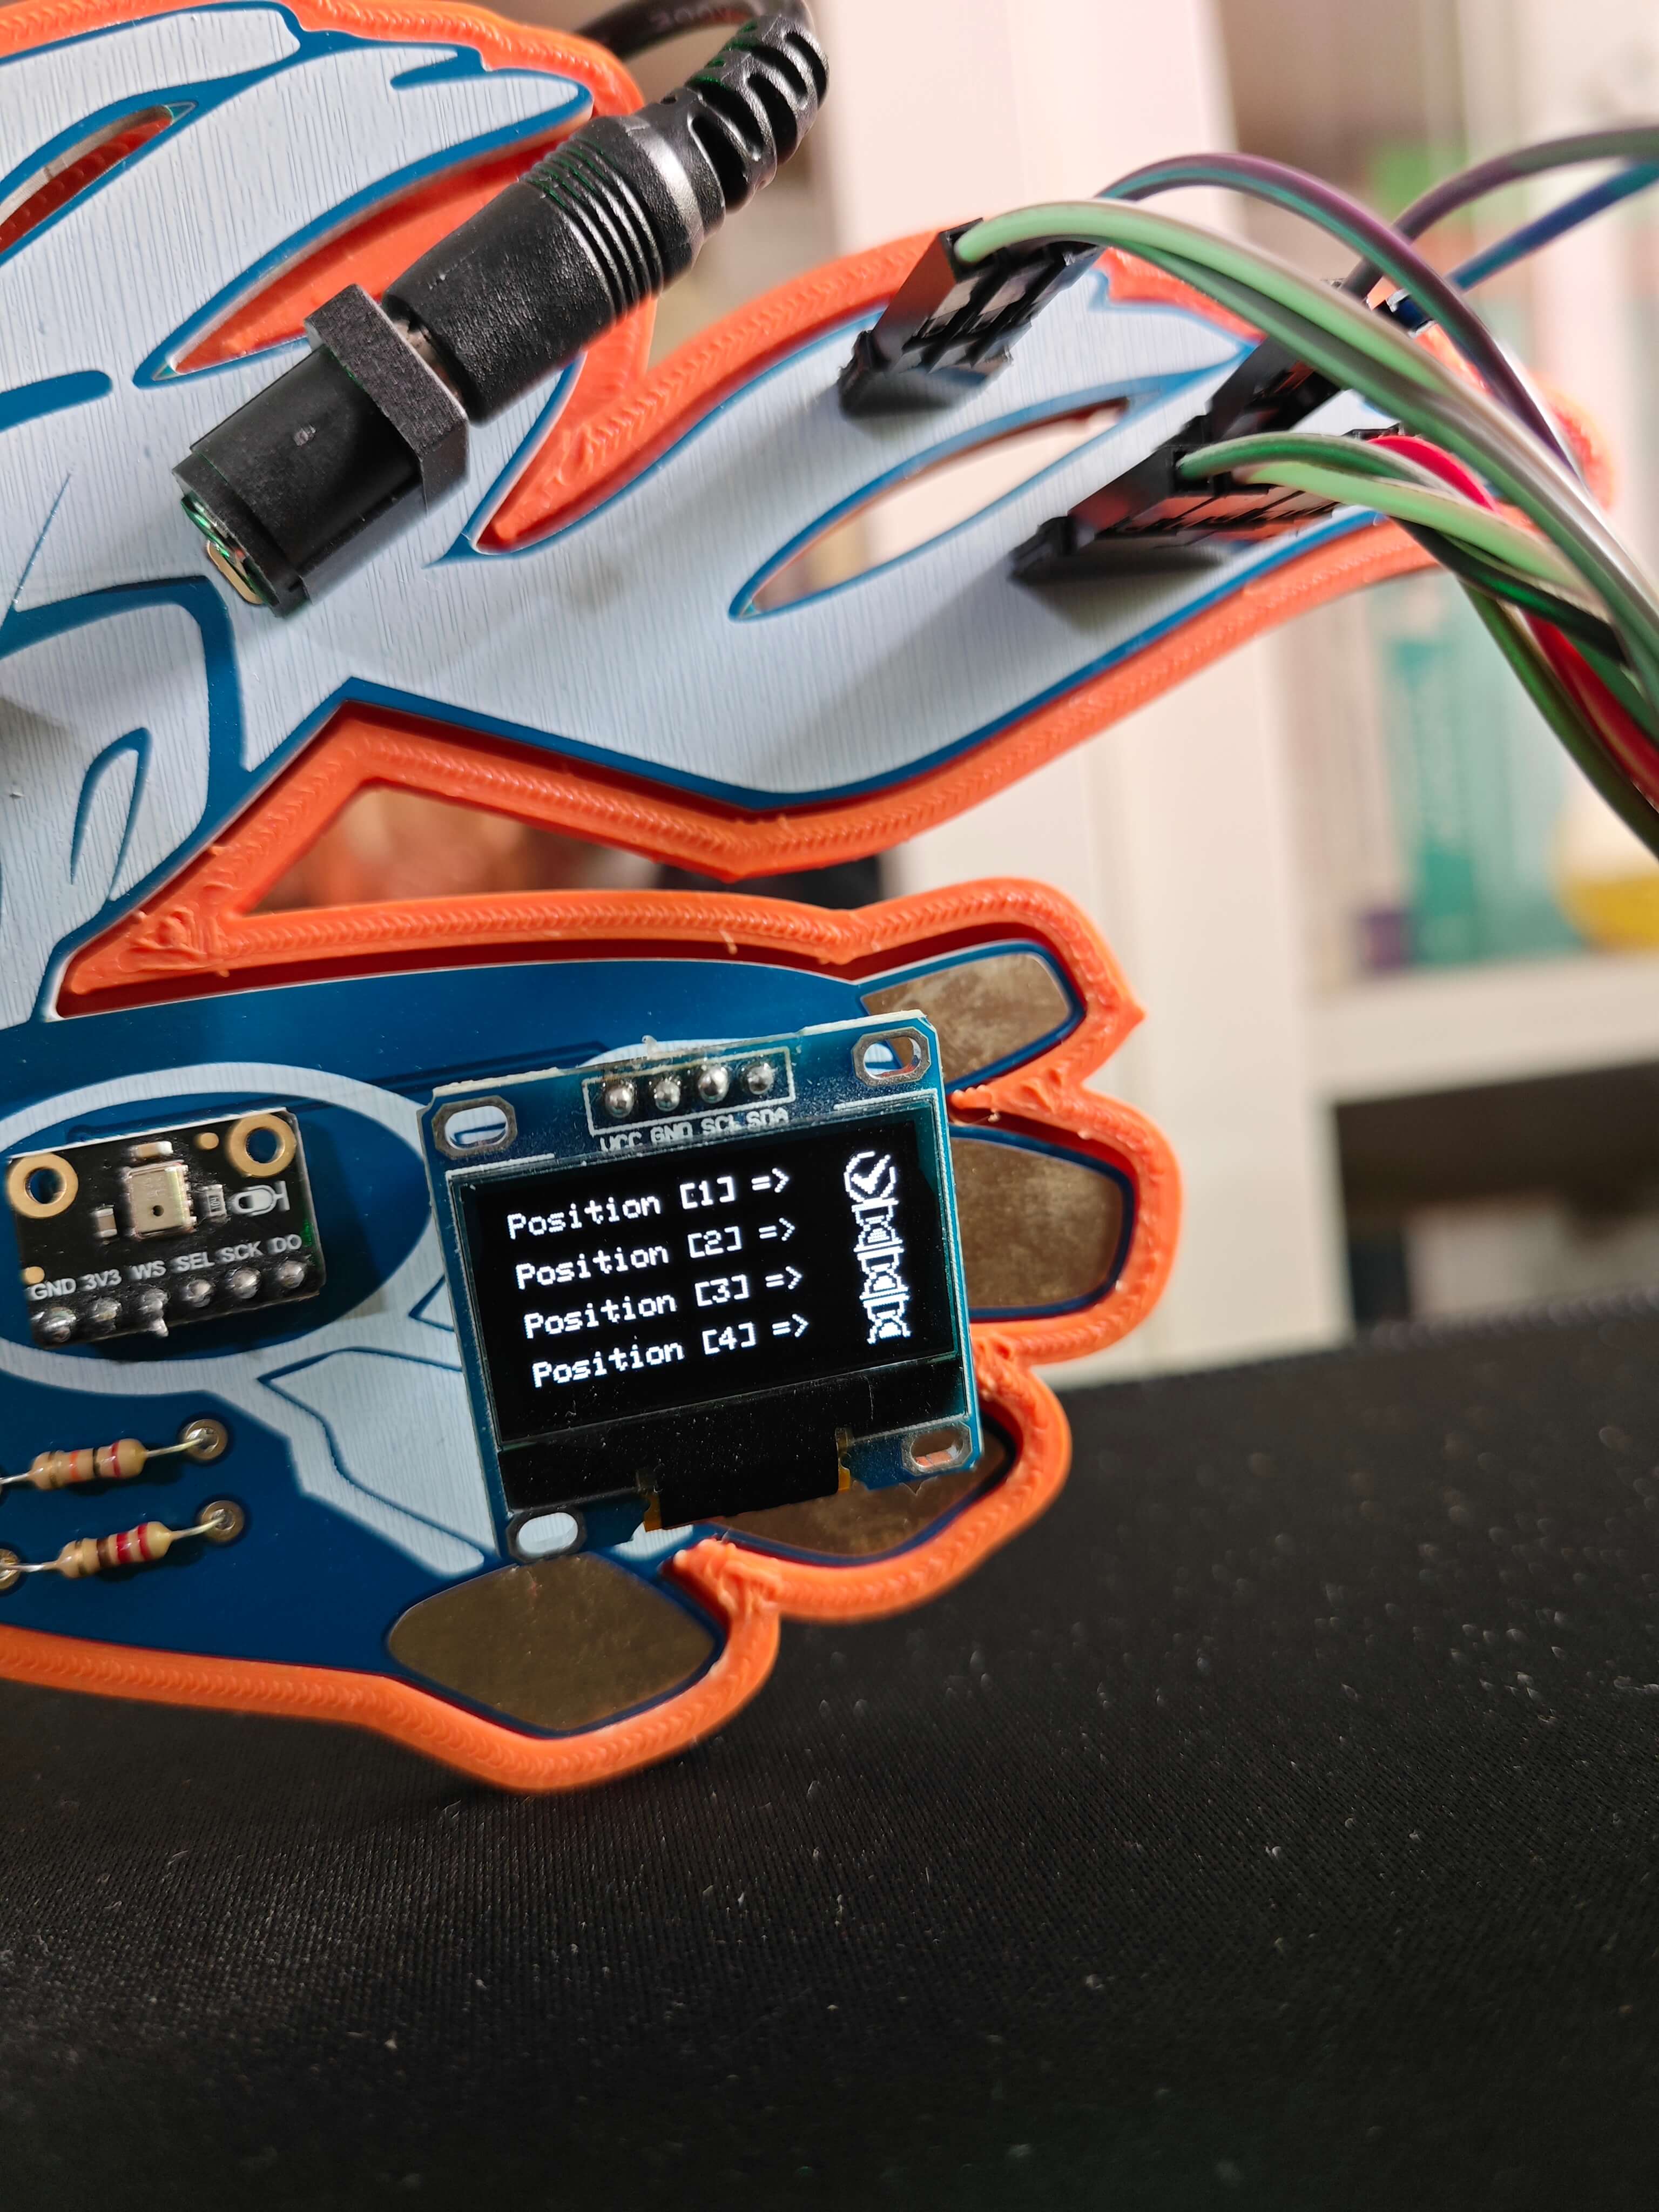 VCC GND SCL SDA
Position [1] =>
Position [2] =>
Position [3] =>
Position [4] =>
GND 3V3 WS SEL SCK DO